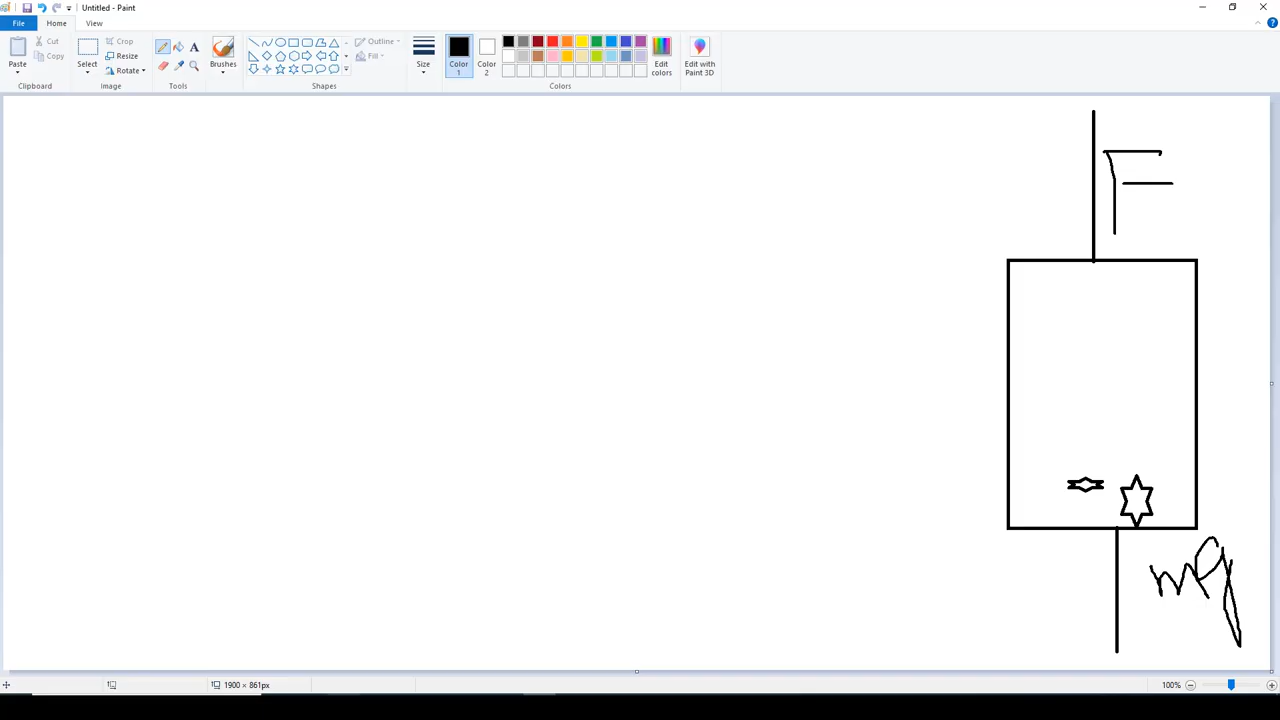 Untitled - Paint
File
Home
View
Paste
Cut
Copy
Clipboard
Select
Crop
Resize
Rotate
Image
A
Tools
Brushes
Outline
Fill
Shapes
Size
Color
1
Color
2
Edit
colors
Colors
Edit with
Paint 3D
F
mg
1900 × 861px
100%